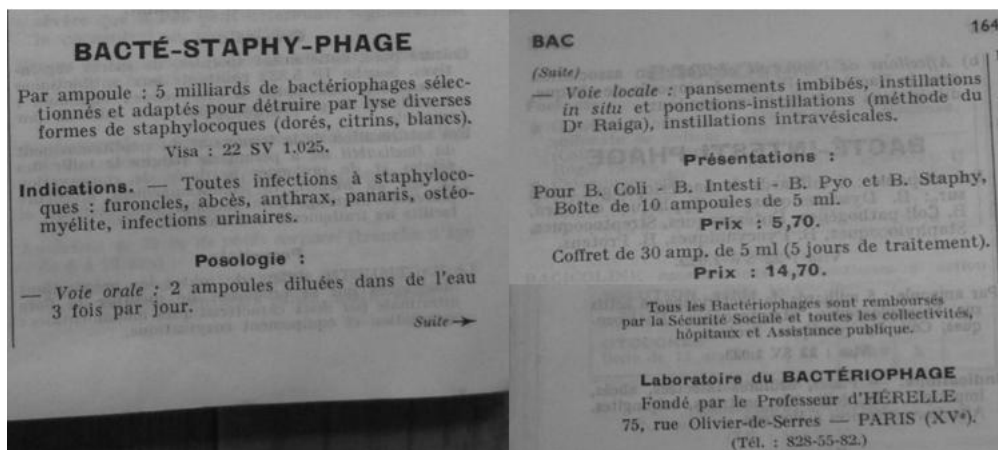 BACTÉ-STAPHY-PHAGE
Par ampoule : 5 milliards de bactériophages sélec-
tionnés et adaptés pour détruire par lyse diverses
formes de staphylocoques (dorés, citrins, blancs).
Visa : 22 SV 1.025.
Indications. — Toutes infections à staphyloco-
ques : furoncles, abcès, anthrax, panaris, ostéo-
myélite, infections urinaires.
Posologie :
— Voie orale : 2 ampoules diluées dans de l'eau
3 fois par jour.
Suite →
BAC
164
(Suite)
— Voie locale : pansements imbibés, instillations
in situ et ponctions-instillations (méthode du
Dr Raiga), instillations intravésicales.
Présentations :
Pour B. Coli - B. Intesti - B. Pyo et B. Staphy,
Boîte de 10 ampoules de 5 ml.
Prix : 5,70.
Coffret de 30 amp. de 5 ml (5 jours de traitement).
Prix : 14,70.
Tous les Bactériophages sont remboursés
par la Sécurité Sociale et toutes les collectivités,
hôpitaux et Assistance publique.
Laboratoire du BACTÉRIOPHAGE
Fondé par le Professeur d'HÉRELLE
75, rue Olivier-de-Serres — PARIS (XVe).
(Tél. : 828-55-82.)